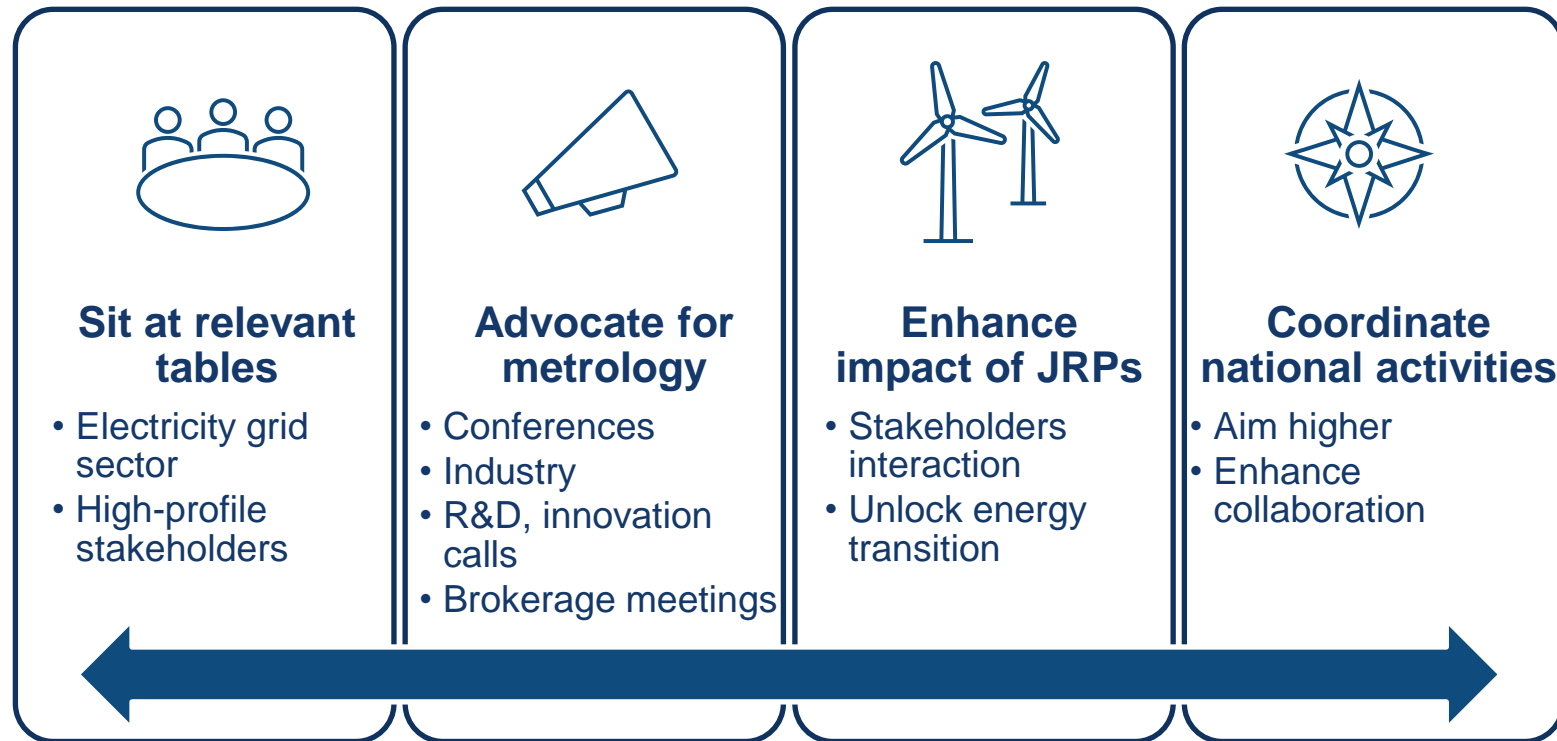 Sit at relevant
tables
• Electricity grid
sector
• High-profile
stakeholders
Advocate for
metrology
• Conferences
• Industry
• R&D, innovation
calls
• Brokerage meetings
Enhance
impact of JRPs
• Stakeholders
interaction
• Unlock energy
transition
Coordinate
national activities
• Aim higher
• Enhance
collaboration